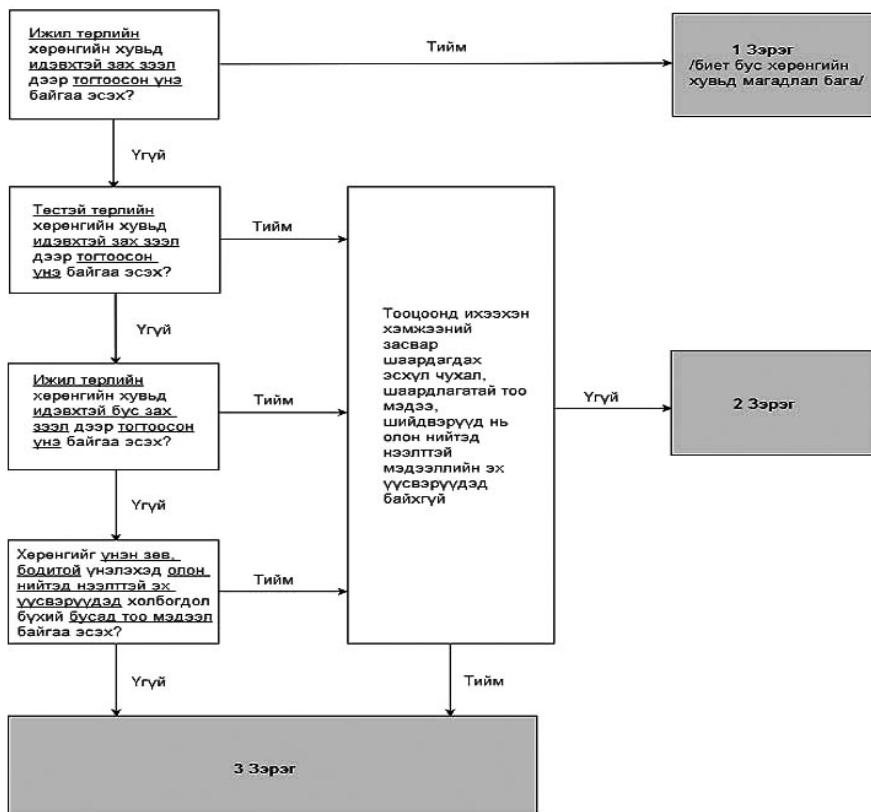 Ижил төрлийн
хөрөнгийн хувьд
идэвхтэй зах зээл
дээр тогтоосон үнэ
байгаа эсэх?
Тийм
1 Зэрэг
/биет бус хөрөнгийн
хувьд магадлал бага/
Үгүй
Төстэй төрлийн
хөрөнгийн хувьд
идэвхтэй зах зээл
дээр тогтоосон
үнэ байгаа эсэх?
Тийм
Үгүй
Ижил төрлийн
хөрөнгийн хувьд
идэвхтэй бус зах
зээл дээр тогтоосон
үнэ байгаа эсэх?
Тийм
Үгүй
Хөрөнгийг үнэн зөв,
бодитой үнэлэхэд олон
нийтэд нээлттэй эх
үүсвэрүүдэд холбогдол
бүхий бусад тоо мэдээл
байгаа эсэх?
Тийм
Үгүй
Тооцоонд ихээхэн
хэмжээний
засвар
шаардагдах
эсхүл чухал,
шаардлагатай тоо
мэдээ,
шийдвэрүүд нь
олон нийтэд
нээлттэй
мэдээллийн эх
үүсвэрүүдэд
байхгүй
Үгүй
2 Зэрэг
Тийм
3 Зэрэг